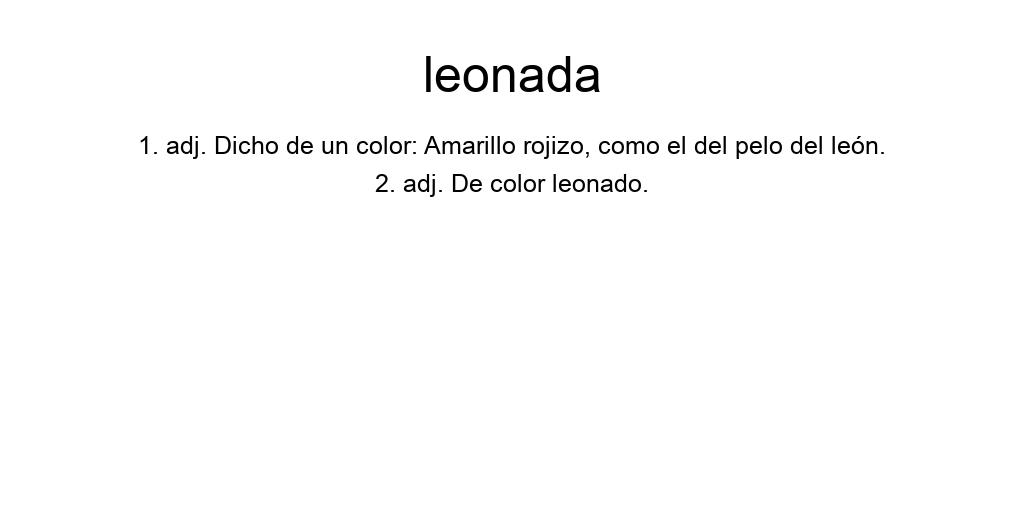 leonada
1. adj. Dicho de un color: Amarillo rojizo, como el del pelo del león.
2. adj. De color leonado.